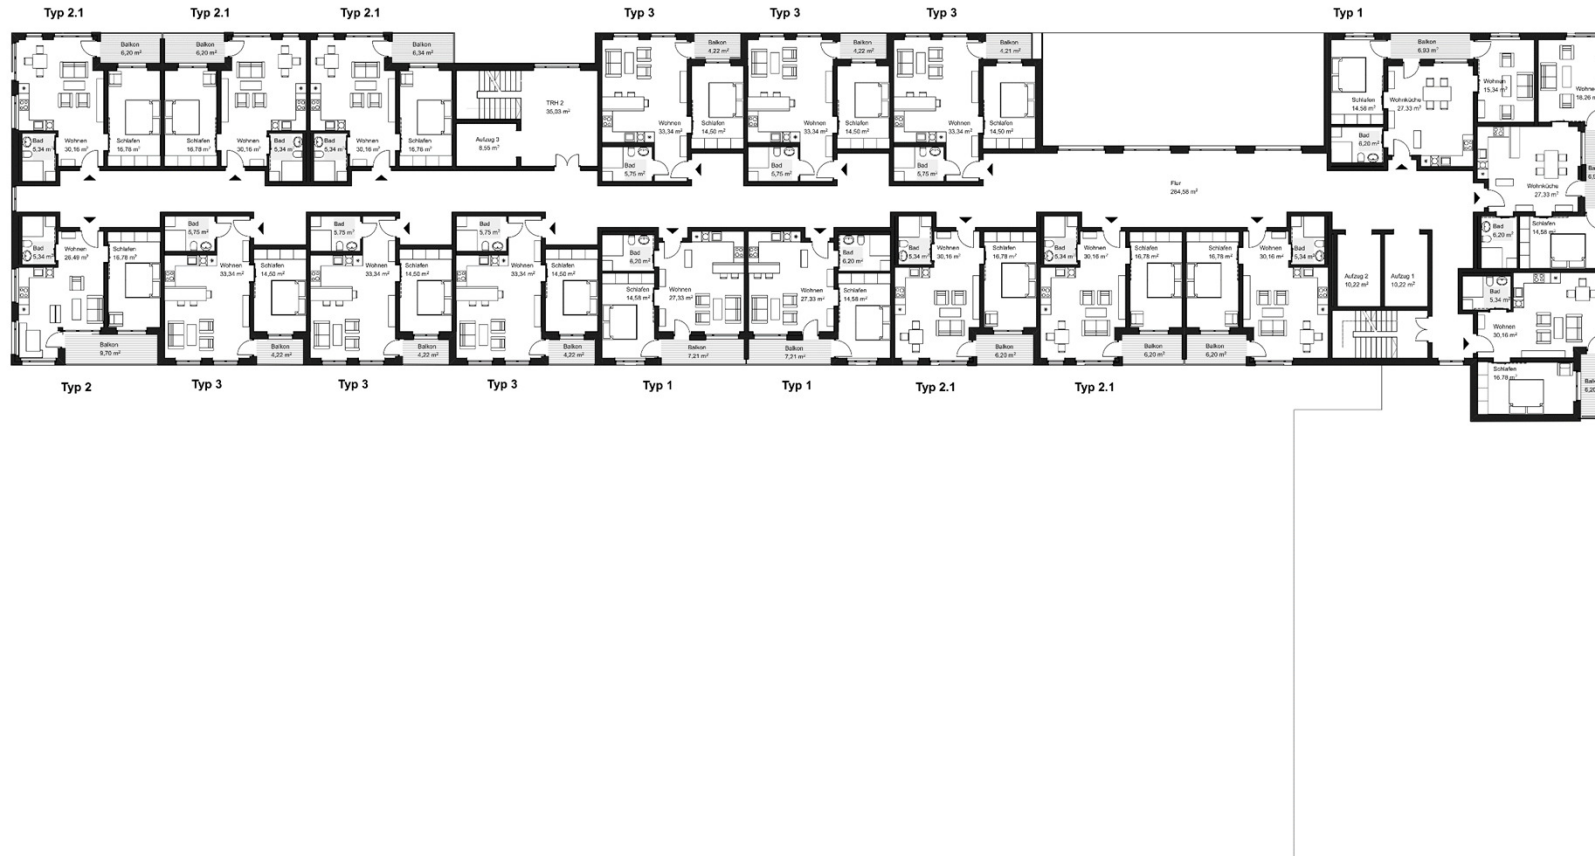 Typ 2.1
Typ 2.1
Typ 2.1
Typ 3
Typ 3
Typ 3
Typ 1
Balkon
6,20 m²
Balkon
6,20 m²
Balkon
6,34 m²
Balkon
4,22 m²
Balkon
4,22 m²
Balkon
4,21 m²
Balkon
6,93 m²
Bad
5,34 m²
Wohnen
30,16 m²
Schlafen
16,78 m²
Schlafen
16,78 m²
Wohnen
30,16 m²
Bad
5,34 m²
Bad
5,34 m²
Wohnen
30,16 m²
Schlafen
16,78 m²
TRH 2
35,03 m²
Aufzug 3
Wohnen
33,34 m²
Schlafen
14,50 m²
Bad
5,75 m²
Wohnen
33,34 m²
Schlafen
14,50 m²
Bad
5,75 m²
Wohnen
33,34 m²
Schlafen
14,50 m²
Bad
5,75 m²
Flur
264,58 m²
Schlafen
14,58 m²
Wohnküche
27,33 m²
Bad
6,20 m²
Wohnen
15,34 m²
18,26
Wohnküche
27,33 m²
Bad
6,20 m²
Schlafen
14,58 m²
Bad
5,34 m²
Wohnen
26,49 m²
Schlafen
16,78 m²
Balkon
9,70 m²
Bad
5,75 m²
Wohnen
33,34 m²
Schlafen
14,50 m²
Balkon
4,22 m²
Bad
5,75 m²
Wohnen
33,34 m²
Schlafen
14,50 m²
Balkon
4,22 m²
Bad
5,75 m²
Wohnen
33,34 m²
Schlafen
14,50 m²
Balkon
4,22 m²
Bad
6,20 m²
Schlafen
14,58 m²
Wohnen
27,33 m²
Balkon
7,21 m²
Wohnen
27,33 m²
Bad
6,20 m²
Schlafen
14,58 m²
Balkon
7,21 m²
Bad
5,34 m²
Wohnen
30,16 m²
Schlafen
16,78 m²
Balkon
6,20 m²
Bad
5,34 m²
Wohnen
30,16 m²
Schlafen
16,78 m²
Balkon
6,20 m²
Schlafen
16,78 m²
Wohnen
30,16 m²
Bad
5,34 m²
Balkon
6,20 m²
Aufzug 2
10,22 m²
Aufzug 1
10,22 m²
Bad
5,34 m²
Wohnen
30,16 m²
Schlafen
16,78 m²
Typ 2
Typ 3
Typ 3
Typ 3
Typ 1
Typ 1
Typ 2.1
Typ 2.1